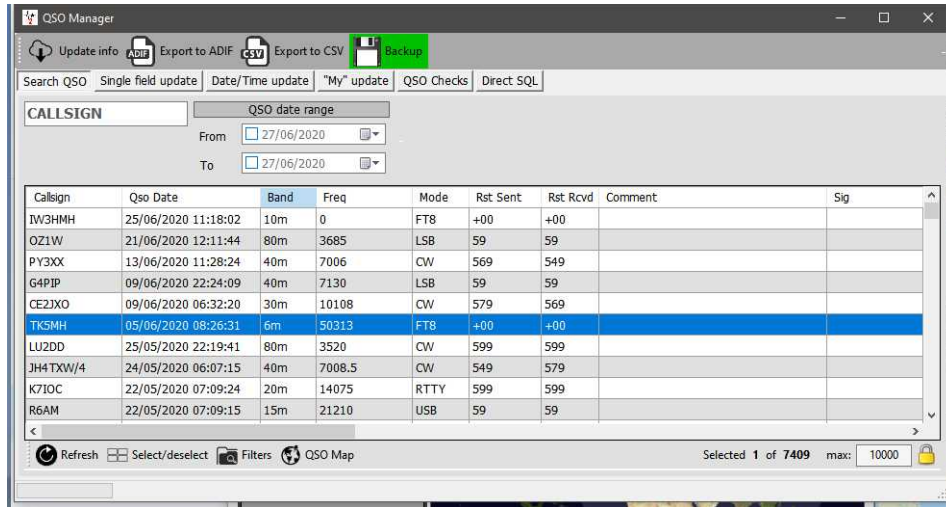 QSO Manager
Update info ADIF Export to ADIF CSV Export to CSV Backup
Search QSO Single field update Date/Time update "My" update QSO Checks Direct SQL
CALLSIGN QSO date range
From 27/06/2020
To 27/06/2020
Callsign Qso Date Band Freq Mode Rst Sent Rst Rcvd Comment Sig
IW3HMH 25/06/2020 11:18:02 10m 0 FT8 +00 +00
OZ1W 21/06/2020 12:11:44 80m 3685 LSB 59 59
PY3XX 13/06/2020 11:28:24 40m 7006 CW 569 549
G4PIP 09/06/2020 22:24:09 40m 7130 LSB 59 59
CE2JXO 09/06/2020 06:32:20 30m 10108 CW 579 569
TK5MH 05/06/2020 08:26:31 6m 50313 FT8 +00 +00
LU2DD 25/05/2020 22:19:41 80m 3520 CW 599 599
JH4TXW/4 24/05/2020 06:07:15 40m 7008.5 CW 549 579
K7IOC 22/05/2020 07:09:24 20m 14075 RTTY 599 599
R6AM 22/05/2020 07:09:15 15m 21210 USB 59 59
Refresh Select/deselect Filters QSO Map Selected 1 of 7409 max: 10000